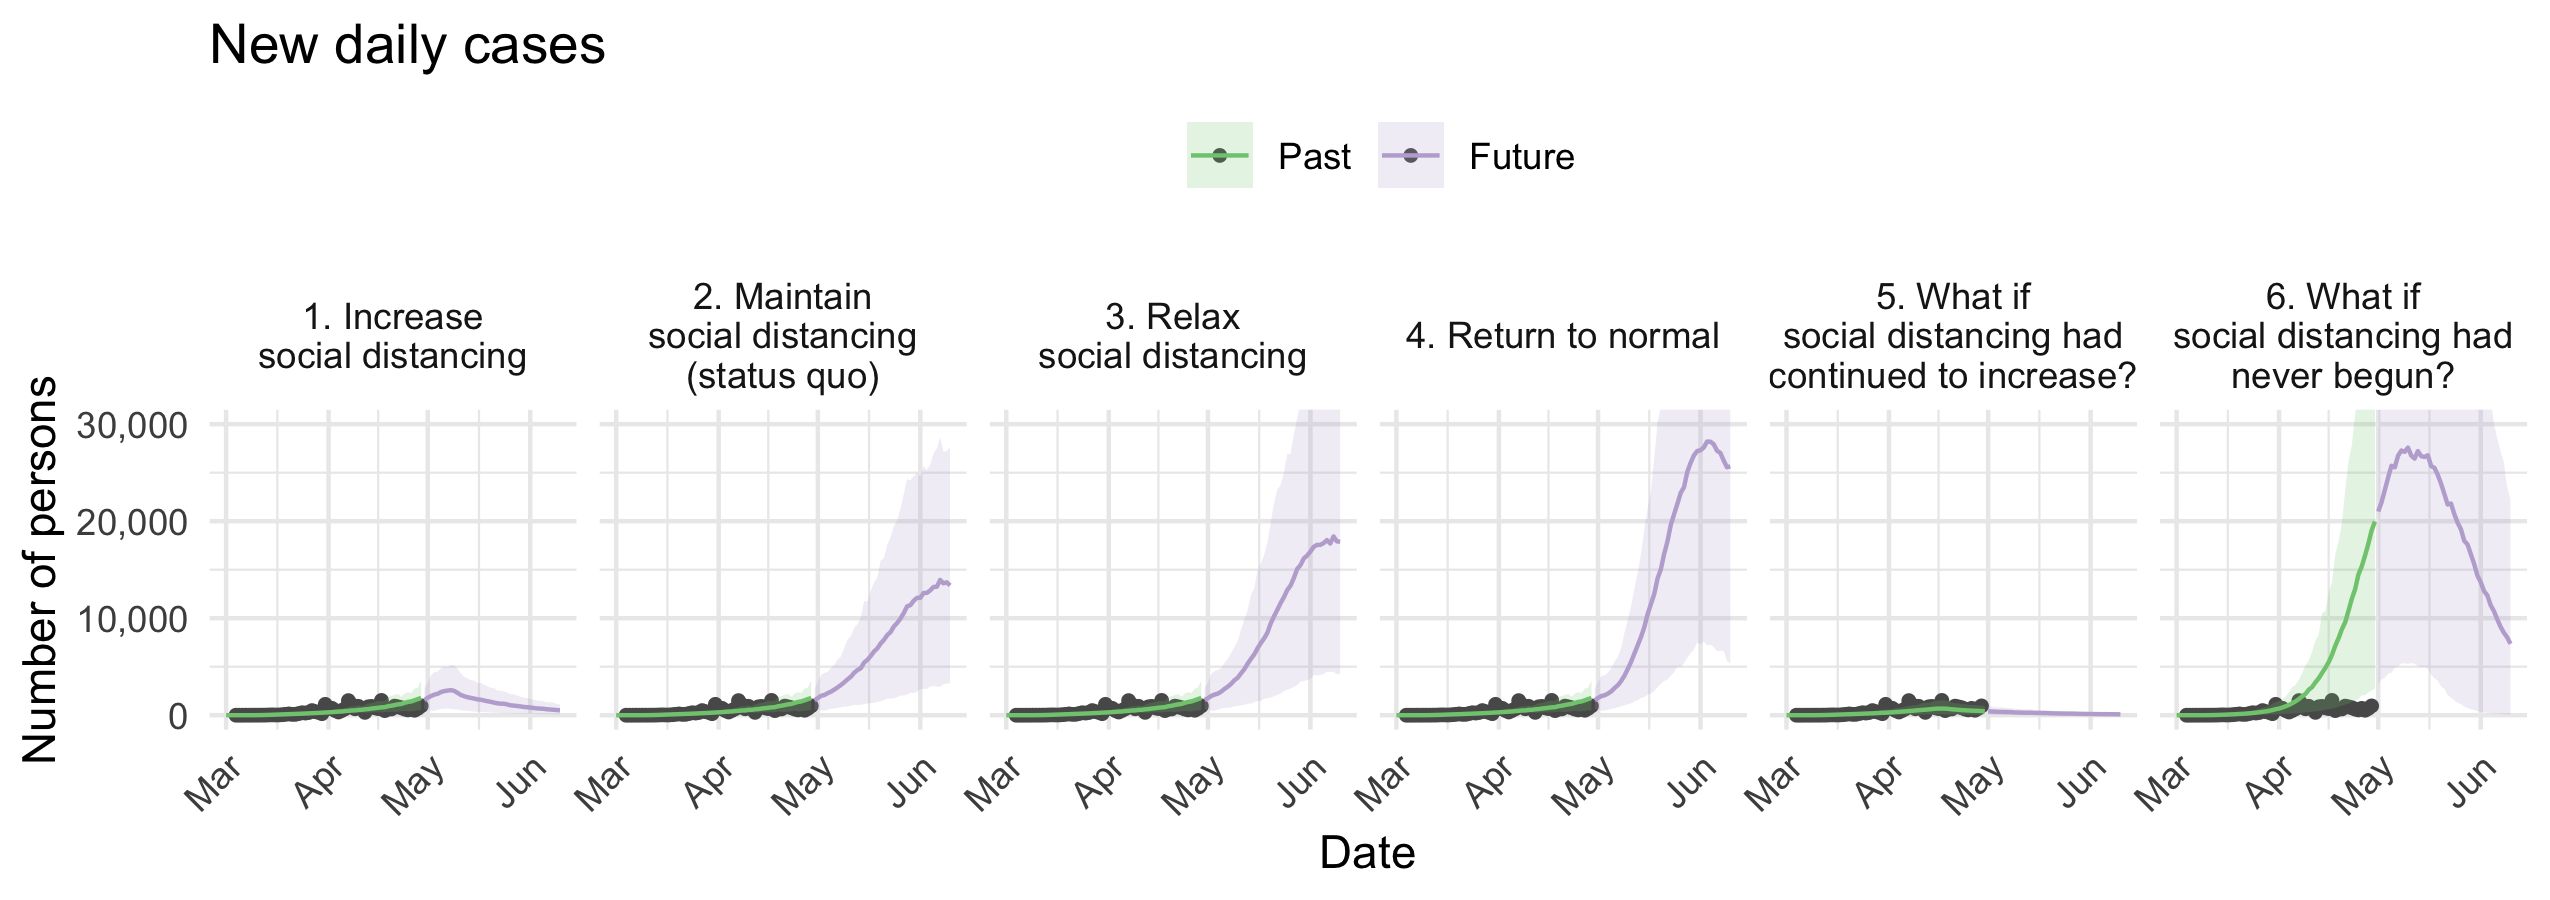 New daily cases
Past
Future
1. Increase
social distancing
2. Maintain
social distancing
(status quo)
3. Relax
social distancing
4. Return to normal
5. What if
social distancing had
continued to increase?
6. What if
social distancing had
never begun?
Number of persons
30,000
20,000
10,000
0
Mar
Apr
May
Jun
Mar
Apr
May
Jun
Mar
Apr
May
Jun
Mar
Apr
May
Jun
Mar
Apr
May
Jun
Mar
Apr
May
Jun
Date